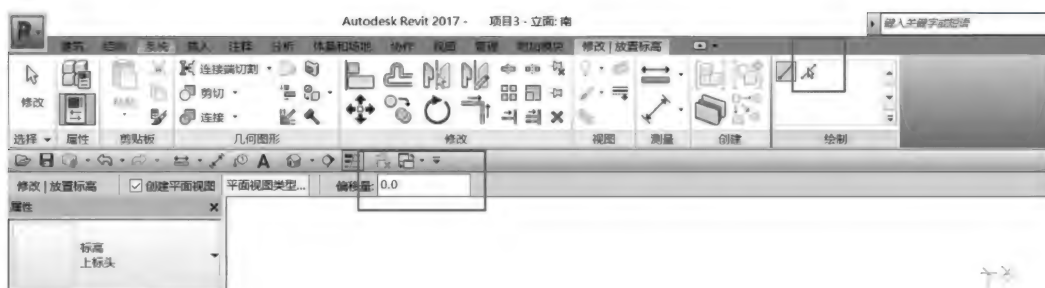 Autodesk Revit 2017 - 项目3 - 立面: 南
键入关键字或短语
建筑 结构 系统 插入 注释 分析 体量和场地 协作 视图 管理 附加模块 修改 | 放置标高
连接端切割
修改
剪切
连接
选择 属性 剪贴板 几何图形 修改 视图 测量 创建 绘制
修改 | 放置标高 创建平面视图 平面视图类型... 偏移量: 0.0
属性
标高
上标头